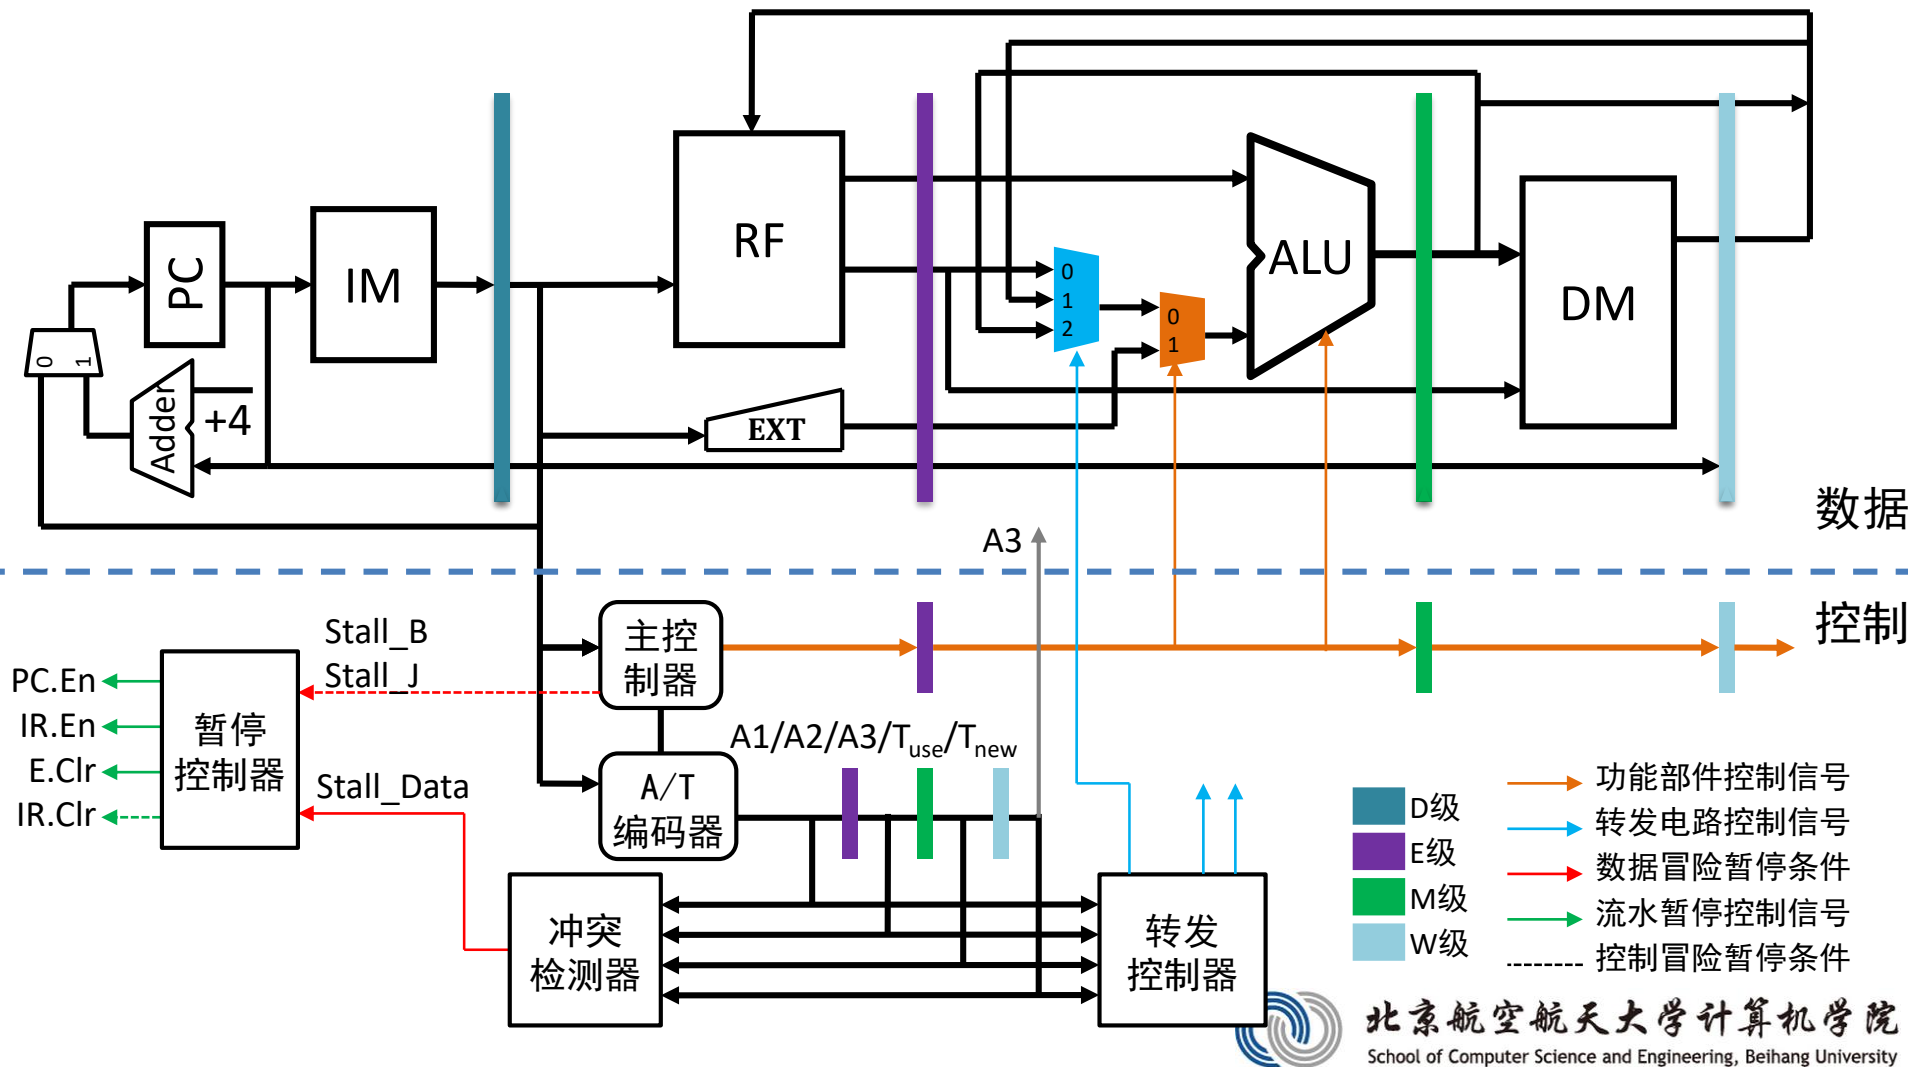 RF
ALU
PC
IM
DM
0
1
2
0
1
0
1
Adder
+4
EXT
数据
A3
控制
主控
制器
Stall_B
Stall_J
PC.En
IR.En
E.Clr
IR.Clr
暂停
控制器
Stall_Data
A1/A2/A3/Tuse/Tnew
A/T
编码器
冲突
检测器
转发
控制器
D级
E级
M级
W级
功能部件控制信号
转发电路控制信号
数据冒险暂停条件
流水暂停控制信号
控制冒险暂停条件
北京航空航天大学计算机学院
School of Computer Science and Engineering, Beihang University